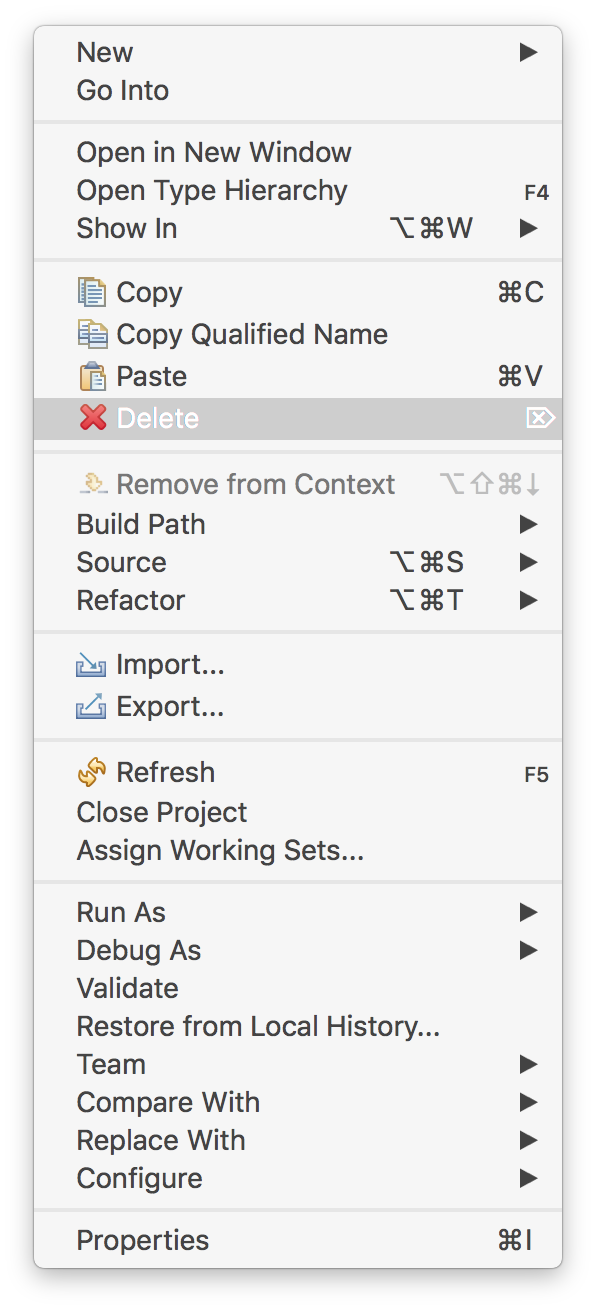 New ▶
Go Into
Open in New Window
Open Type Hierarchy F4
Show In ⌥⌘W ▶
Copy ⌘C
Copy Qualified Name
Paste ⌘V
Delete ⌦
Remove from Context ⌥⇧⌘↓
Build Path ▶
Source ⌥⌘S ▶
Refactor ⌥⌘T ▶
Import...
Export...
Refresh F5
Close Project
Assign Working Sets...
Run As ▶
Debug As ▶
Validate
Restore from Local History...
Team ▶
Compare With ▶
Replace With ▶
Configure ▶
Properties ⌘I